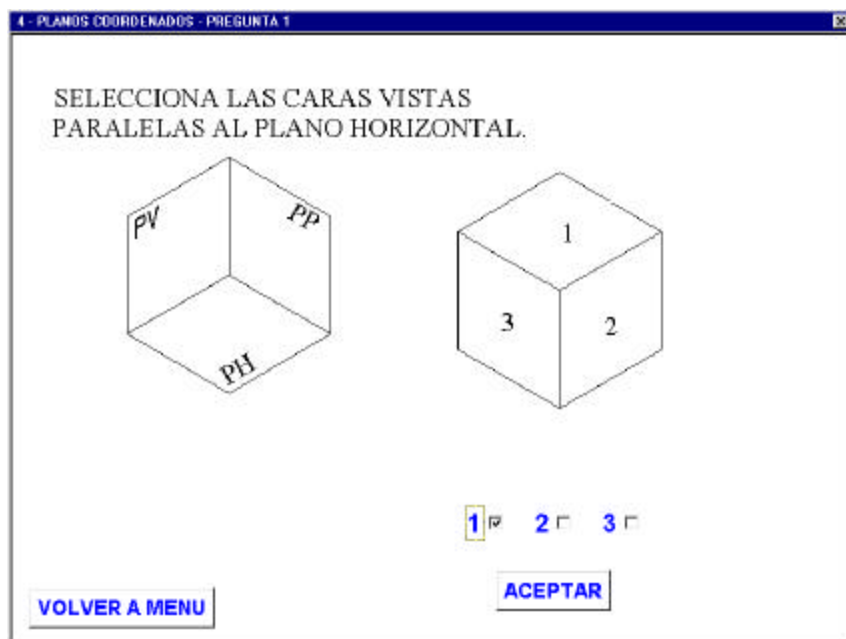 4 - PLANOS COORDENADOS - PREGUNTA 1
SELECCIONA LAS CARAS VISTAS
PARALELAS AL PLANO HORIZONTAL.
PV
PP
PH
1
3
2
1 2 3
ACEPTAR
VOLVER A MENU